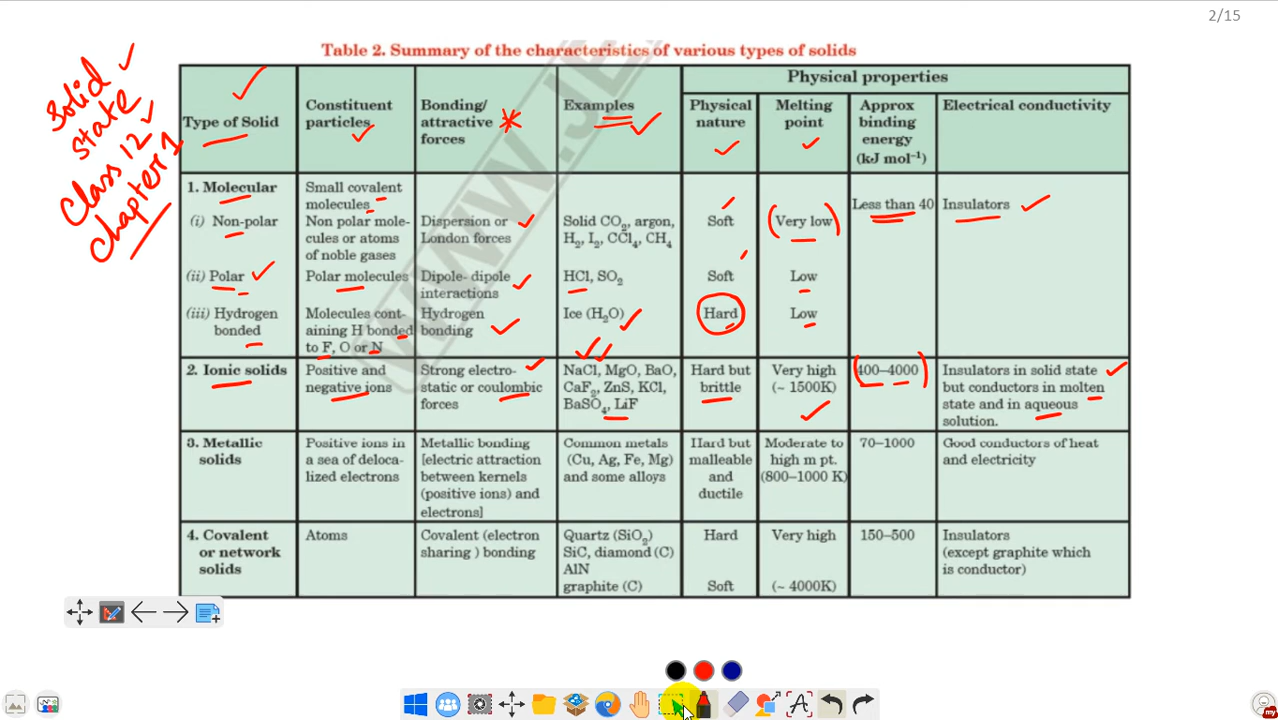 2/15
Table 2. Summary of the characteristics of various types of solids
Solid
State
Class 12
Chapter 1
Type of Solid
Constituent
particles
Bonding/
attractive
forces
Examples
Physical properties
Physical
nature
Melting
point
Approx
binding
energy
(kJ mol⁻¹)
Electrical conductivity
1. Molecular
Small covalent
molecules
(i) Non-polar
Non polar mole-
cules or atoms
of noble gases
Dispersion or
London forces
Solid CO₂, argon,
H₂, I₂, CCl₄, CH₄
Soft
Very low
Less than 40
Insulators
(ii) Polar
Polar molecules
Dipole- dipole
interactions
HCl, SO₂
Soft
Low
(iii) Hydrogen
bonded
Molecules cont-
aining H bonded
to F, O or N
Hydrogen
bonding
Ice (H₂O)
Hard
Low
2. Ionic solids
Positive and
negative ions
Strong electro-
static or coulombic
forces
NaCl, MgO, BaO,
CaF₂, ZnS, KCl,
BaSO₄, LiF
Hard but
brittle
Very high
(~ 1500K)
400–4000
Insulators in solid state
but conductors in molten
state and in aqueous
solution.
3. Metallic
solids
Positive ions in
a sea of deloca-
lized electrons
Metallic bonding
[electric attraction
between kernels
(positive ions) and
electrons]
Common metals
(Cu, Ag, Fe, Mg)
and some alloys
Hard but
malleable
and
ductile
Moderate to
high m pt.
(800–1000 K)
70–1000
Good conductors of heat
and electricity
4. Covalent
or network
solids
Atoms
Covalent (electron
sharing ) bonding
Quartz (SiO₂)
SiC, diamond (C)
AlN
graphite (C)
Hard
Soft
Very high
(~ 4000K)
150–500
Insulators
(except graphite which
is conductor)
WWW.JE
my